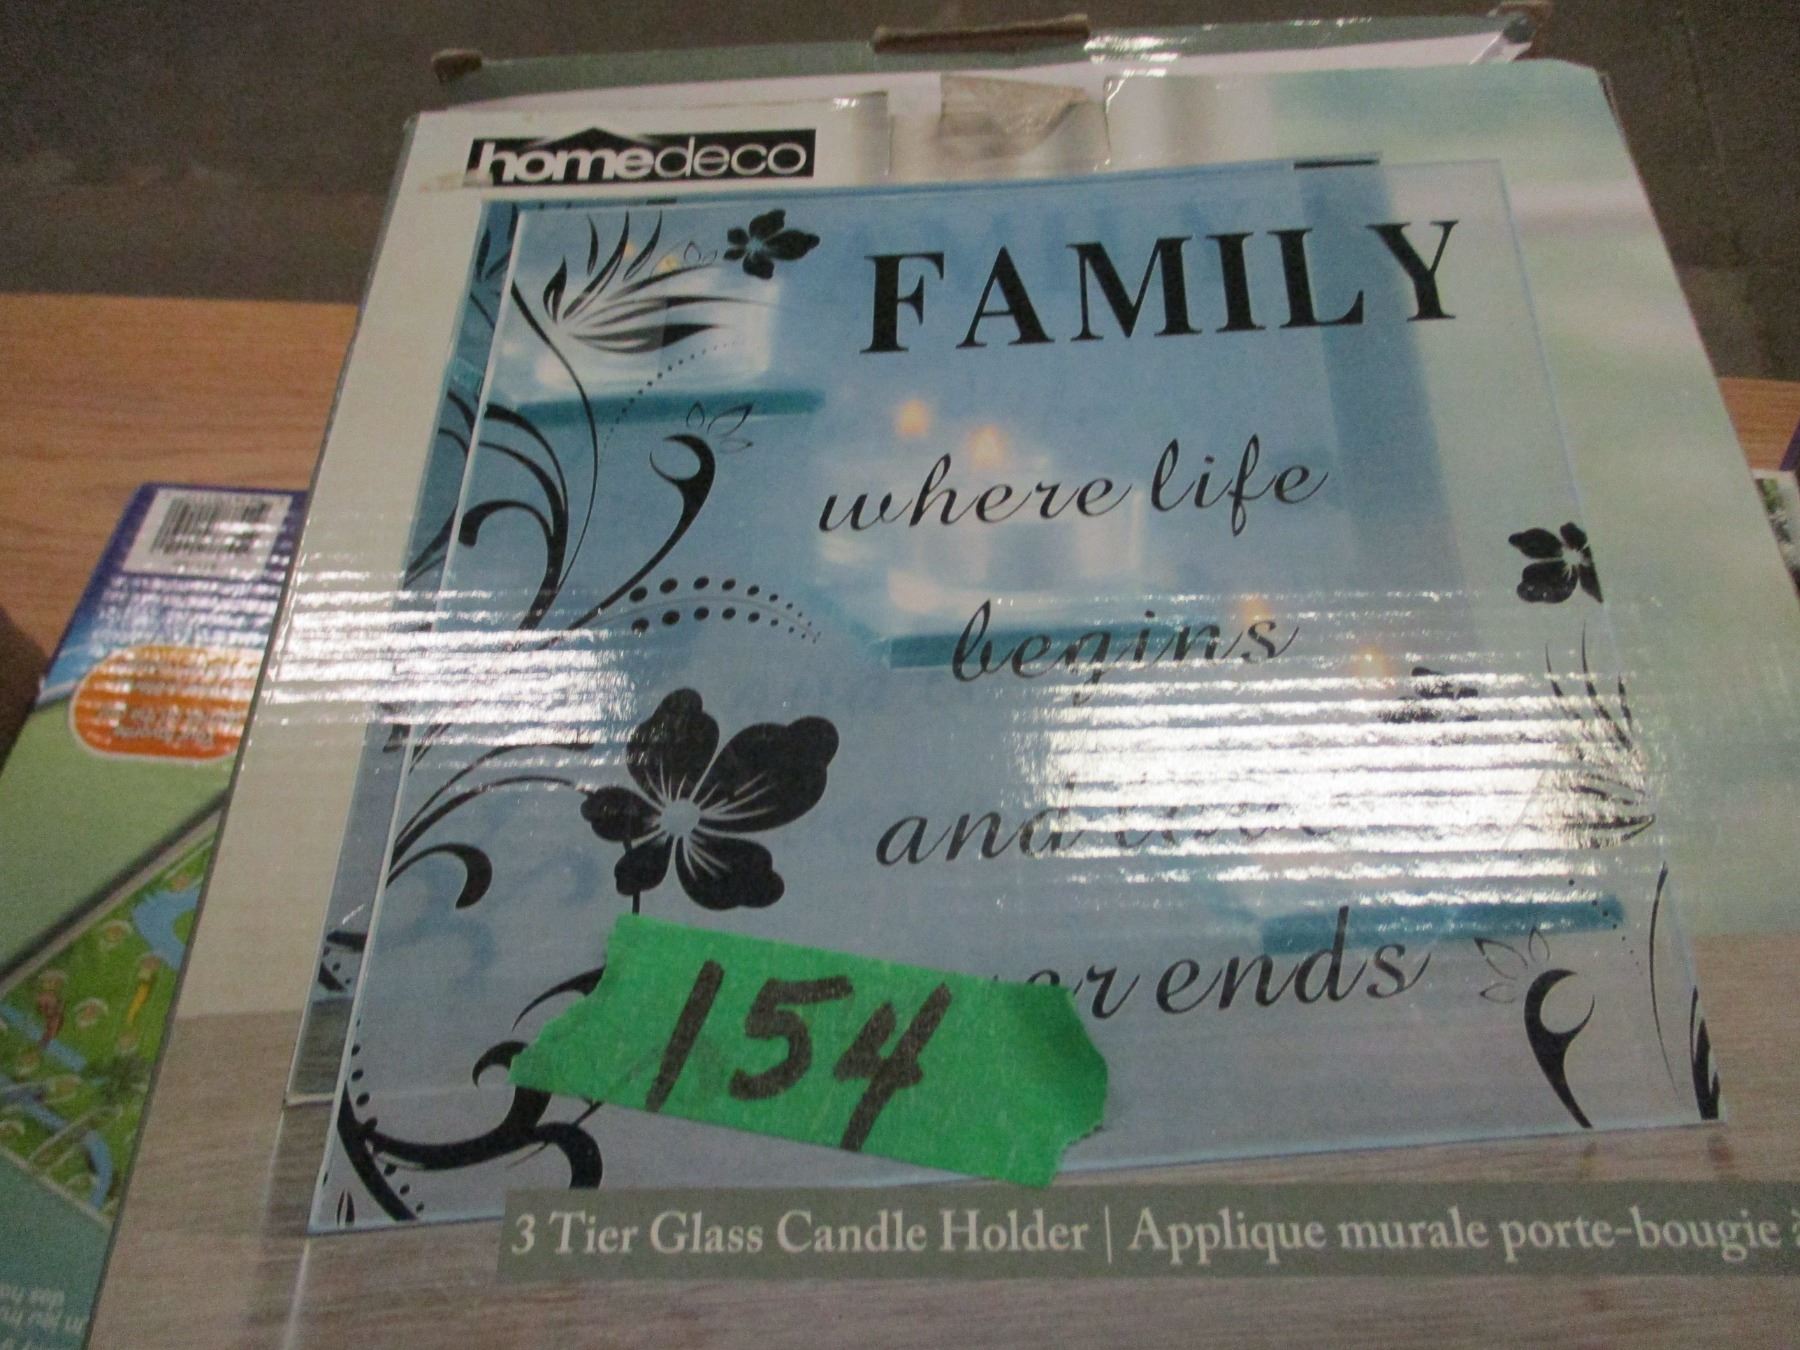 homedeco
FAMILY
where life
begins
and
ends
154
3 Tier Glass Candle Holder | Applique murale porte-bougie à